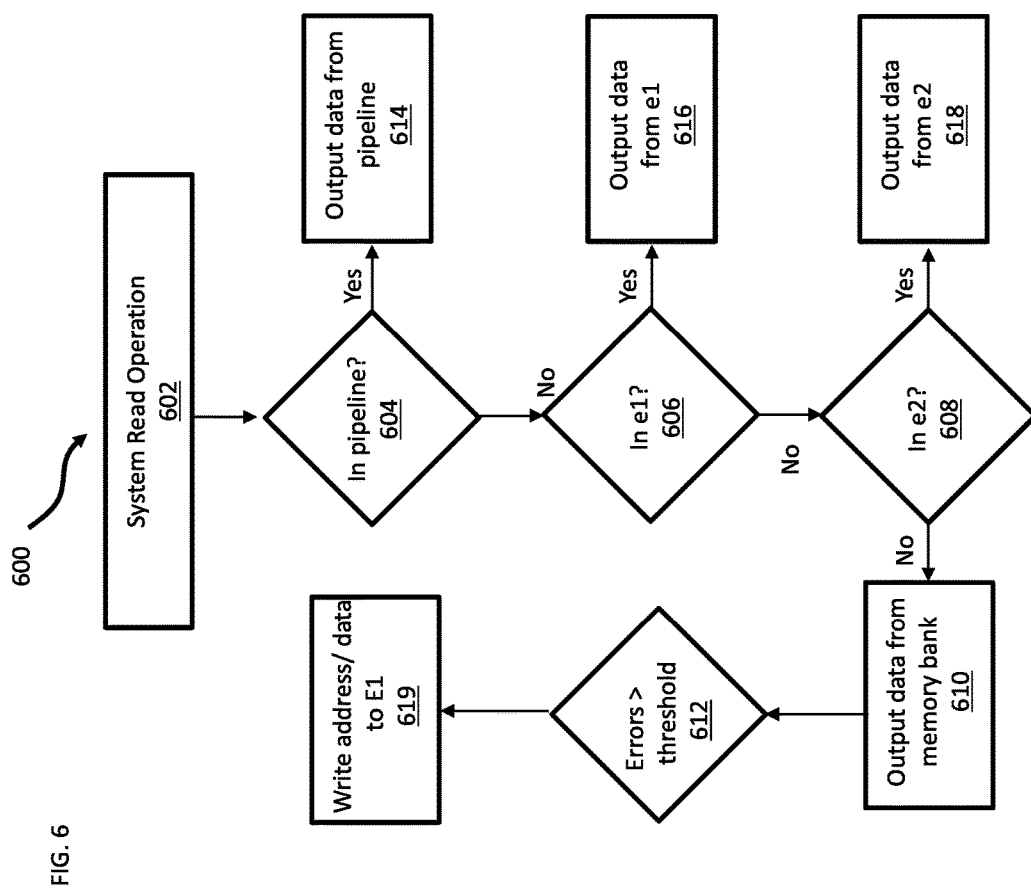 FIG. 6
600
System Read Operation
602
In pipeline?
604
Yes
Output data from
pipeline
614
No
In e1?
606
Yes
Output data
from e1
616
No
In e2?
608
Yes
Output data
from e2
618
No
Output data from
memory bank
610
Errors >
threshold
612
Write address/ data
to E1
619